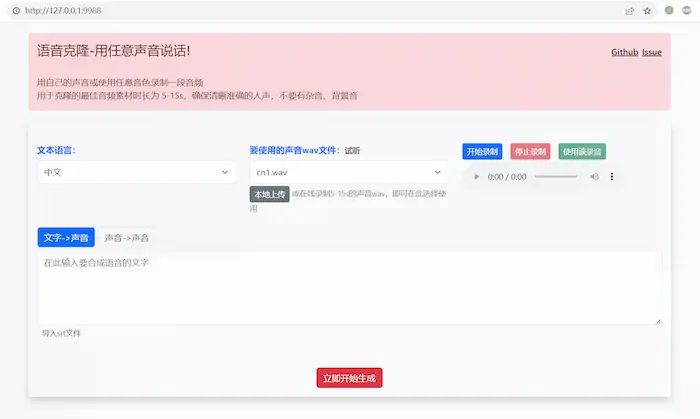 http://127.0.0.1:9988
语音克隆-用任意声音说话!
Github Issue
用自己的声音或使用任意音色录制一段音频
用于克隆的最佳音频素材时长为 5-15s，确保清晰准确的人声，不要有杂音、背景音
文本语言：
中文
要使用的声音wav文件：试听
cn1.wav
本地上传 或在线录制5-15s的声音wav，即可在此选择使
用
开始录制 停止录制 使用该录音
0:00 / 0:00
文字->声音 声音->声音
在此输入要合成语音的文字
导入srt文件
立即开始生成